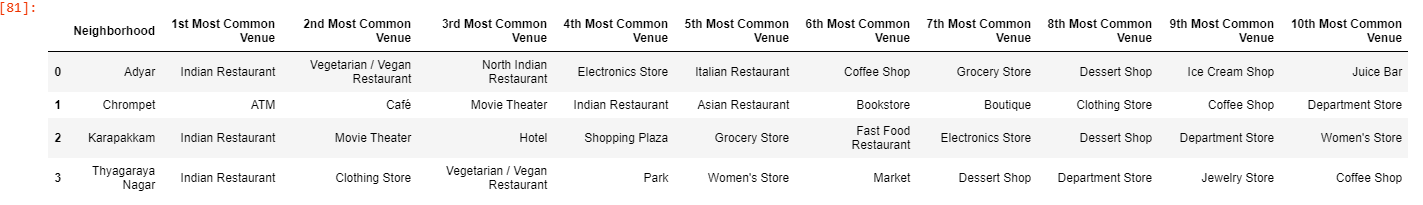 [81]:
Neighborhood 1st Most Common Venue 2nd Most Common Venue 3rd Most Common Venue 4th Most Common Venue 5th Most Common Venue 6th Most Common Venue 7th Most Common Venue 8th Most Common Venue 9th Most Common Venue 10th Most Common Venue
0 Adyar Indian Restaurant Vegetarian / Vegan Restaurant North Indian Restaurant Electronics Store Italian Restaurant Coffee Shop Grocery Store Dessert Shop Ice Cream Shop Juice Bar
1 Chrompet ATM Café Movie Theater Indian Restaurant Asian Restaurant Bookstore Boutique Clothing Store Coffee Shop Department Store
2 Karapakkam Indian Restaurant Movie Theater Hotel Shopping Plaza Grocery Store Fast Food Restaurant Electronics Store Dessert Shop Department Store Women's Store
3 Thyagaraya Nagar Indian Restaurant Clothing Store Vegetarian / Vegan Restaurant Park Women's Store Market Dessert Shop Department Store Jewelry Store Coffee Shop